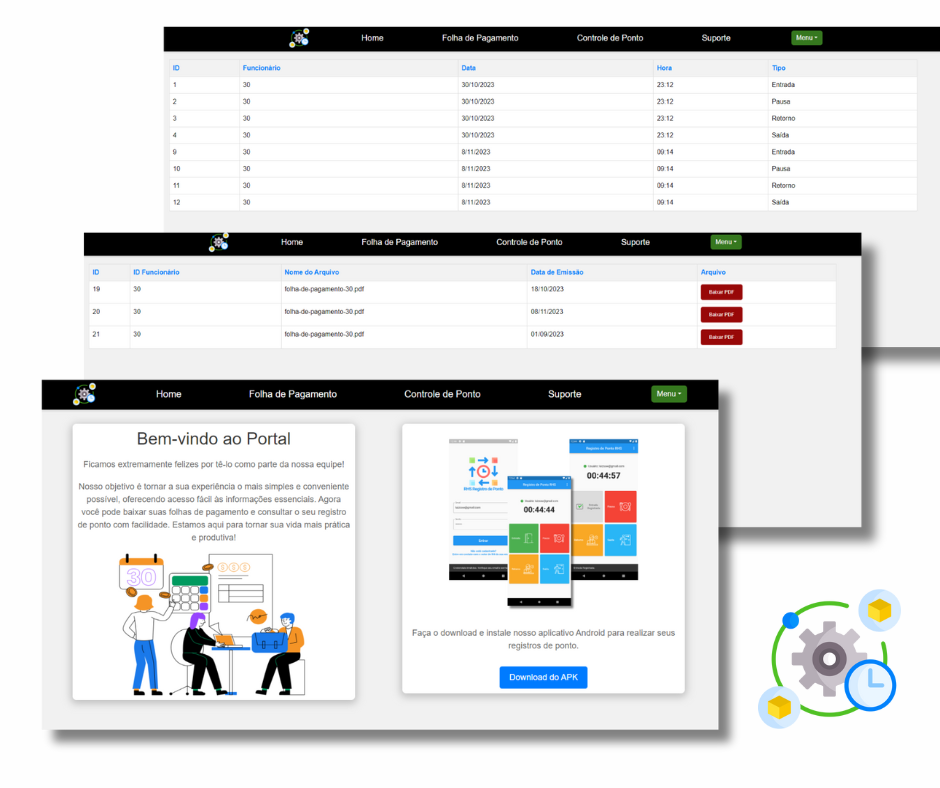 Home Folha de Pagamento Controle de Ponto Suporte Menu
ID Funcionário Data Hora Tipo
1 30 30/10/2023 23:12 Entrada
2 30 30/10/2023 23:12 Pausa
3 30 30/10/2023 23:12 Retorno
4 30 30/10/2023 23:12 Saída
9 30 8/11/2023 09:14 Entrada
10 30 8/11/2023 09:14 Pausa
11 30 8/11/2023 09:14 Retorno
12 30 8/11/2023 09:14 Saída
Home Folha de Pagamento Controle de Ponto Suporte Menu
ID ID Funcionário Nome do Arquivo Data de Emissão Arquivo
19 30 folha-de-pagamento-30.pdf 18/10/2023 Baixar PDF
20 30 folha-de-pagamento-30.pdf 08/11/2023 Baixar PDF
21 30 folha-de-pagamento-30.pdf 01/09/2023 Baixar PDF
Home Folha de Pagamento Controle de Ponto Suporte Menu
Bem-vindo ao Portal
Ficamos extremamente felizes por tê-lo como parte da nossa equipe!
Nosso objetivo é tornar a sua experiência o mais simples e conveniente
possível, oferecendo acesso fácil às informações essenciais. Agora
você pode baixar suas folhas de pagamento e consultar o seu registro
de ponto com facilidade. Estamos aqui para tornar sua vida mais prática
e produtiva!
30
RHS Registro de Ponto
Entrar
Registro de Ponto RHS
00:44:44
Registro de Ponto RHS
00:44:57
Faça o download e instale nosso aplicativo Android para realizar seus
registros de ponto.
Download do APK